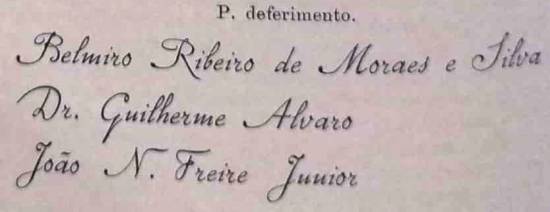 P. deferimento.
Belmiro Ribeiro de Moraes e Silva
Dr. Guilherme Alvaro
João N. Freire Junior